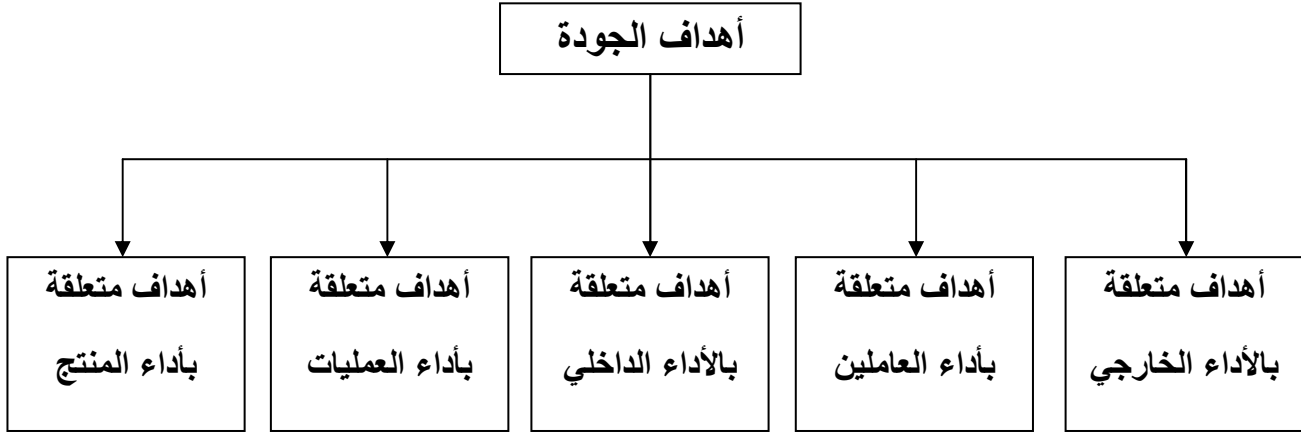 أهداف الجودة
أهداف متعلقة
بالأداء الخارجي
أهداف متعلقة
بأداء العاملين
أهداف متعلقة
بالأداء الداخلي
أهداف متعلقة
بأداء العمليات
أهداف متعلقة
بأداء المنتج